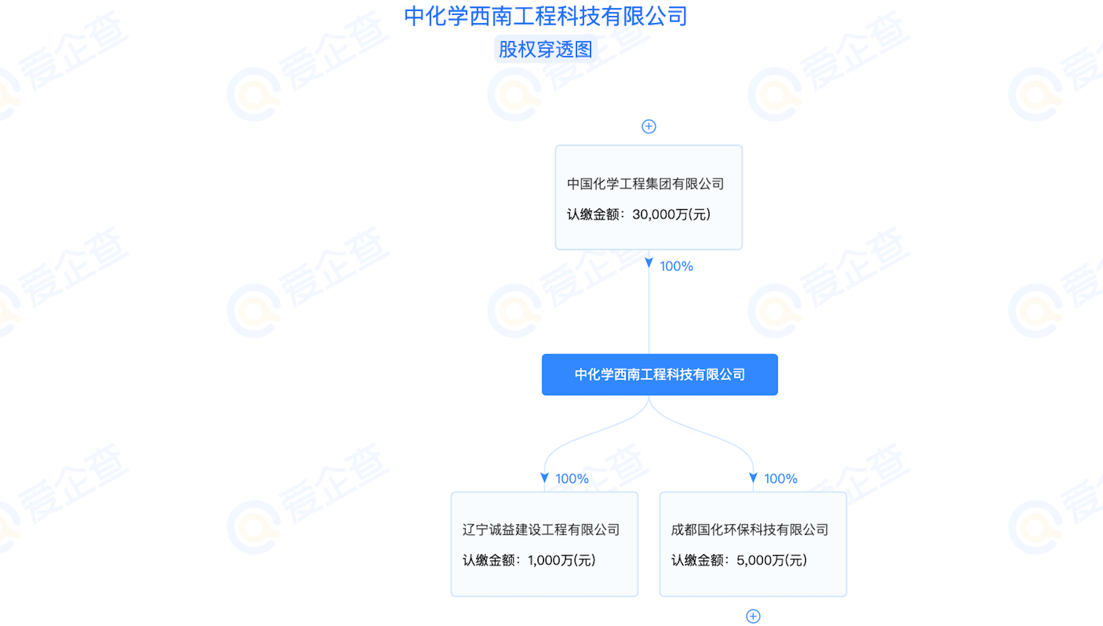 中化学西南工程科技有限公司
股权穿透图
中国化学工程集团有限公司
认缴金额：30,000万(元)
100%
中化学西南工程科技有限公司
100%
100%
辽宁诚益建设工程有限公司
认缴金额：1,000万(元)
成都国化环保科技有限公司
认缴金额：5,000万(元)
爱企查
爱企查
爱企查
爱企查
爱企查
爱企查
爱企查
爱企查
爱企查
爱企查
爱企查
爱企查